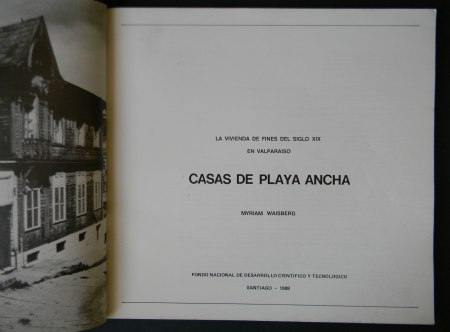 LA VIVIENDA DE FINES DEL SIGLO XIX
EN VALPARAISO
CASAS DE PLAYA ANCHA
MYRIAM WAISBERG
FONDO NACIONAL DE DESARROLLO CIENTIFICO Y TECNOLOGICO
SANTIAGO - 1988